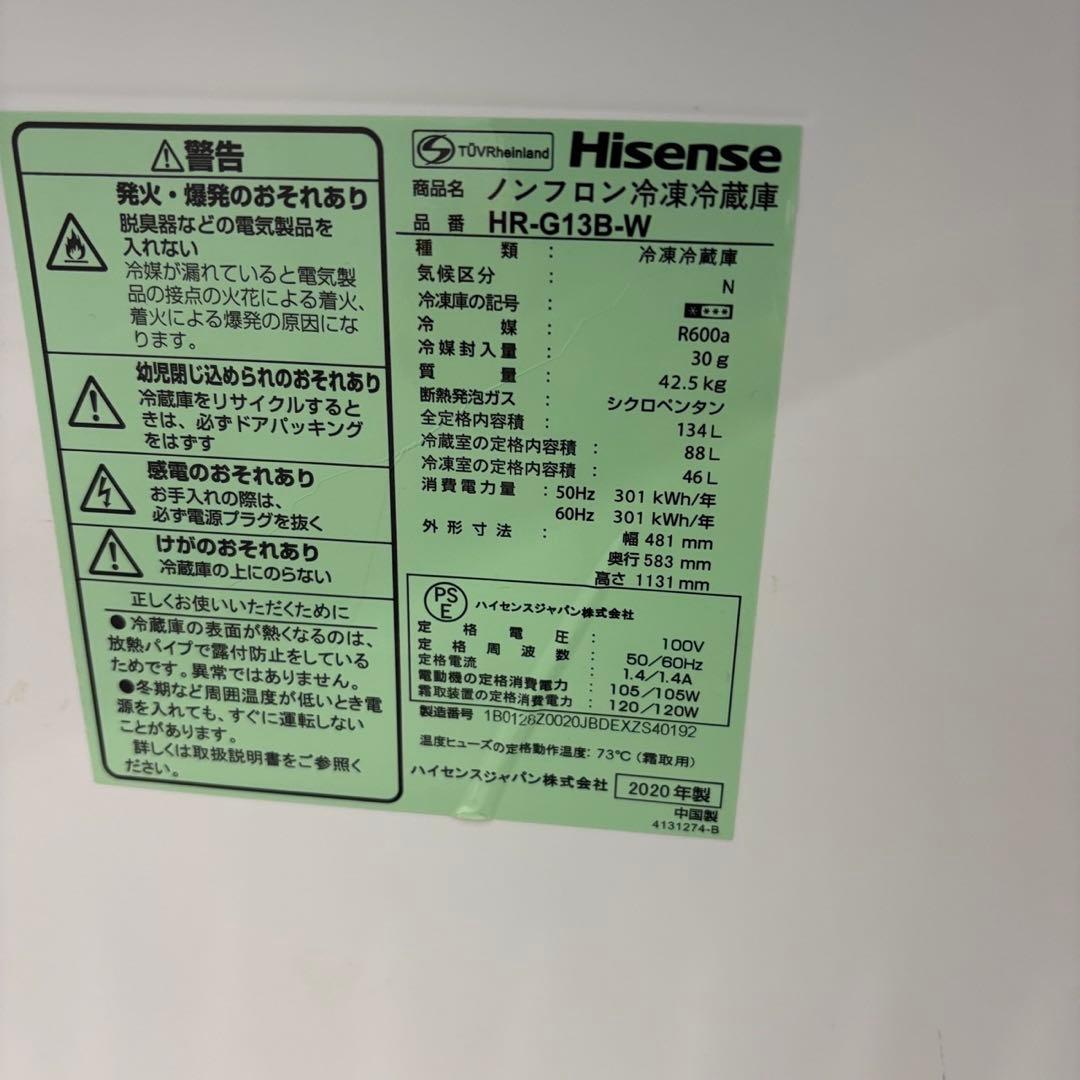 警告
発火・爆発のおそれあり
脱臭器などの電気製品を
入れない
冷媒が漏れていると電気製
品の接点の火花による着火、
着火による爆発の原因にな
ります。
幼児閉じ込められのおそれあり
冷蔵庫をリサイクルすると
きは、必ずドアパッキング
をはずす
感電のおそれあり
お手入れの際は、
必ず電源プラグを抜く
けがのおそれあり
冷蔵庫の上にのらない
正しくお使いいただくために
●冷蔵庫の表面が熱くなるのは、
放熱パイプで露付防止をしている
ためです。異常ではありません。
●冬期など周囲温度が低いとき電
源を入れても、すぐに運転しない
ことがあります。
詳しくは取扱説明書をご参照く
ださい。
TÜVRheinland Hisense
商品名 ノンフロン冷凍冷蔵庫
品番 HR-G13B-W
種類 : 冷凍冷蔵庫
気候区分 : N
冷凍庫の記号 : ****
冷媒 : R600a
冷媒封入量 : 30 g
質量 : 42.5 kg
断熱発泡ガス : シクロペンタン
全定格内容積 : 134 L
冷蔵室の定格内容積 : 88 L
冷凍室の定格内容積 : 46 L
消費電力量 : 50Hz 301 kWh/年
60Hz 301 kWh/年
外形寸法 : 幅 481 mm
奥行 583 mm
高さ 1131 mm
PSE ハイセンスジャパン株式会社
定格電圧 : 100V
定格周波数 : 50/60Hz
定格電流 : 1.4/1.4A
電動機の定格消費電力 : 105/105W
霜取装置の定格消費電力 : 120/120W
製造番号 1B0128Z0020JBDEXZS40192
温度ヒューズの定格動作温度: 73℃ (霜取用)
ハイセンスジャパン株式会社 2020年製
中国製
4131274-B